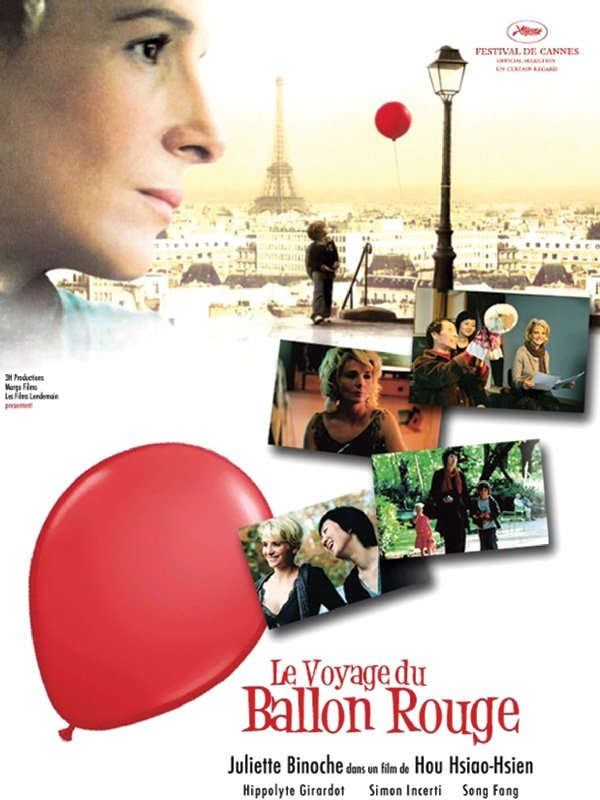 FESTIVAL DE CANNES
OFFICIAL SELECTION
UN CERTAIN REGARD
3H Productions
Margo Films
Les Films Lendemain
présentent
Le Voyage du
Ballon Rouge
Juliette Binoche dans un film de Hou Hsiao-Hsien
Hippolyte Girardot Simon Incerti Song Fang